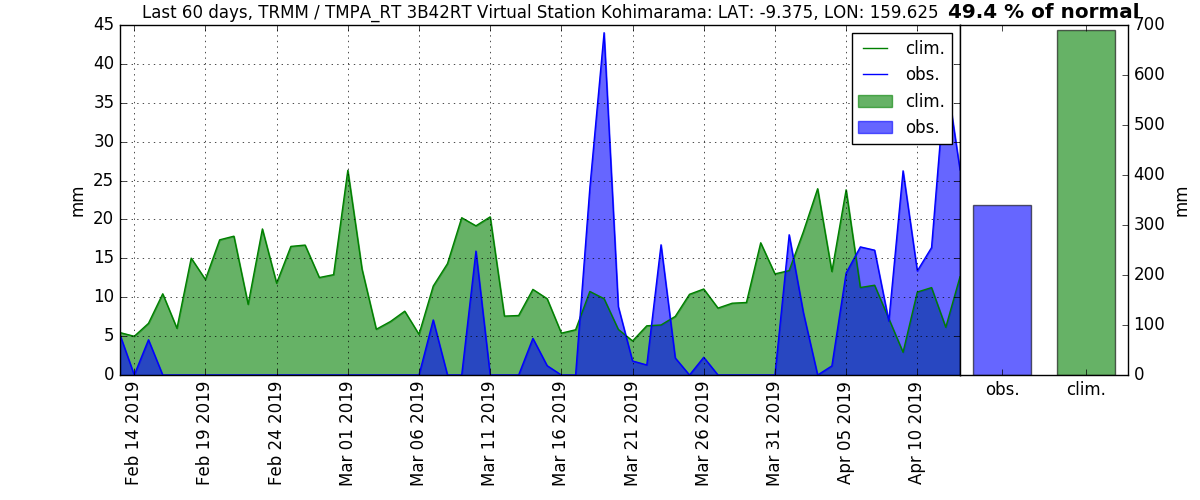 Last 60 days, TRMM / TMPA_RT 3B42RT Virtual Station Kohimarama: LAT: -9.375, LON: 159.625 49.4 % of normal
45
40
35
30
25
20
15
10
5
0
mm
clim.
obs.
clim.
obs.
700
600
500
400
300
200
100
0
mm
obs. clim.
Feb 14 2019
Feb 19 2019
Feb 24 2019
Mar 01 2019
Mar 06 2019
Mar 11 2019
Mar 16 2019
Mar 21 2019
Mar 26 2019
Mar 31 2019
Apr 05 2019
Apr 10 2019